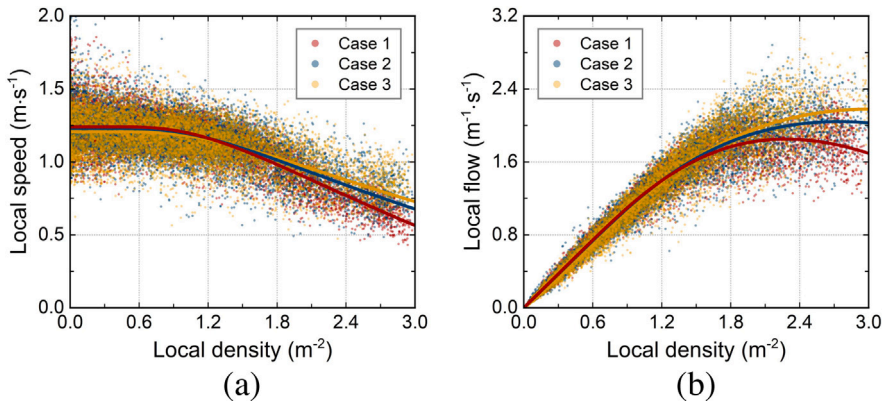 2.0
1.5
1.0
0.5
0.0
Local speed (m·s⁻¹)
Case 1
Case 2
Case 3
0.0 0.6 1.2 1.8 2.4 3.0
Local density (m⁻²)
(a)
3.2
2.4
1.6
0.8
0.0
Local flow (m⁻¹·s⁻¹)
Case 1
Case 2
Case 3
0.0 0.6 1.2 1.8 2.4 3.0
Local density (m⁻²)
(b)